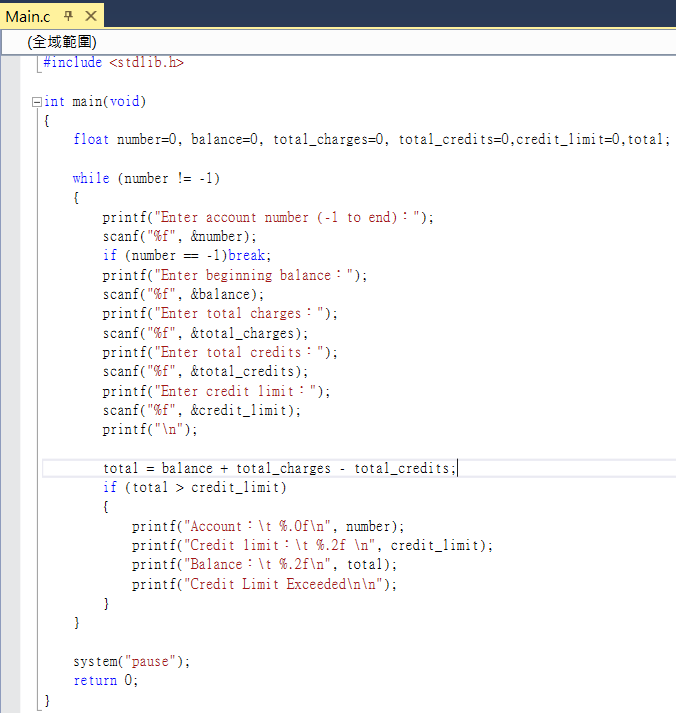 Main.c
(全域範圍)
#include <stdlib.h>
int main(void)
{
float number=0, balance=0, total_charges=0, total_credits=0,credit_limit=0,total;
while (number != -1)
{
printf("Enter account number (-1 to end)：");
scanf("%f", &number);
if (number == -1)break;
printf("Enter beginning balance：");
scanf("%f", &balance);
printf("Enter total charges：");
scanf("%f", &total_charges);
printf("Enter total credits：");
scanf("%f", &total_credits);
printf("Enter credit limit：");
scanf("%f", &credit_limit);
printf("\n");
total = balance + total_charges - total_credits;
if (total > credit_limit)
{
printf("Account：\t %.0f\n", number);
printf("Credit limit：\t %.2f \n", credit_limit);
printf("Balance：\t %.2f\n", total);
printf("Credit Limit Exceeded\n\n");
}
}
system("pause");
return 0;
}